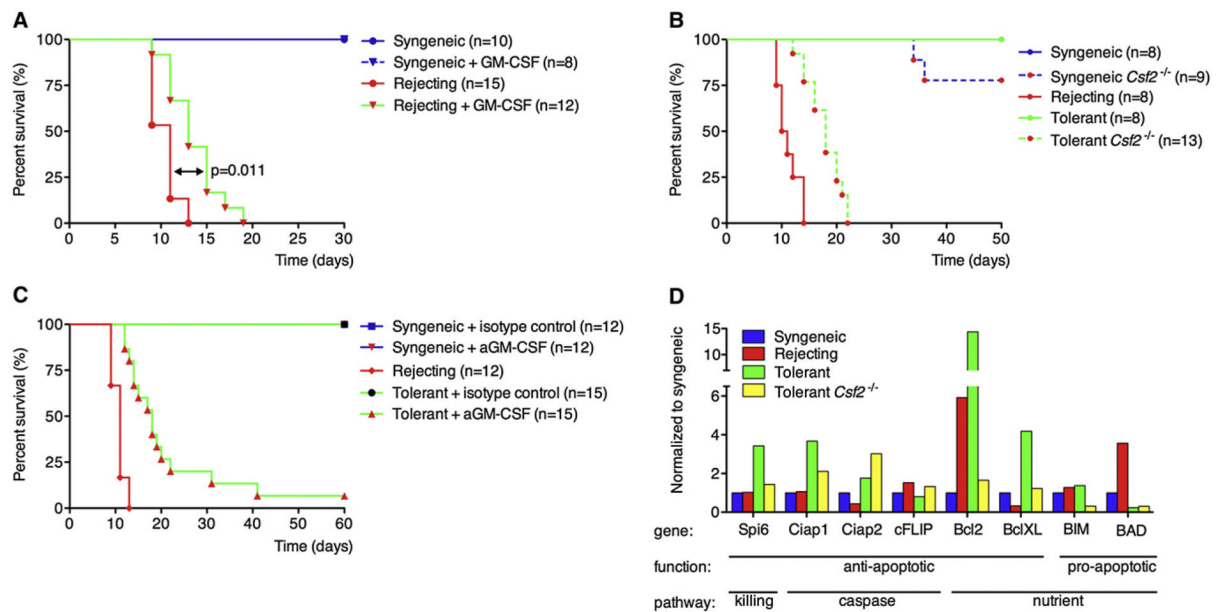 A
Percent survival (%)
100
75
50
25
0
0 5 10 15 20 25 30
Time (days)
p=0.011
Syngeneic (n=10)
Syngeneic + GM-CSF (n=8)
Rejecting (n=15)
Rejecting + GM-CSF (n=12)
B
Percent survival (%)
100
75
50
25
0
0 10 20 30 40 50
Time (days)
Syngeneic (n=8)
Syngeneic Csf2 -/- (n=9)
Rejecting (n=8)
Tolerant (n=8)
Tolerant Csf2 -/- (n=13)
C
Percent survival (%)
100
75
50
25
0
0 10 20 30 40 50 60
Time (days)
Syngeneic + isotype control (n=12)
Syngeneic + aGM-CSF (n=12)
Rejecting (n=12)
Tolerant + isotype control (n=15)
Tolerant + aGM-CSF (n=15)
D
Normalized to syngeneic
15
10
6
4
2
0
Syngeneic
Rejecting
Tolerant
Tolerant Csf2 -/-
gene: Spi6 Ciap1 Ciap2 cFLIP Bcl2 BclXL BIM BAD
function: anti-apoptotic pro-apoptotic
pathway: killing caspase nutrient